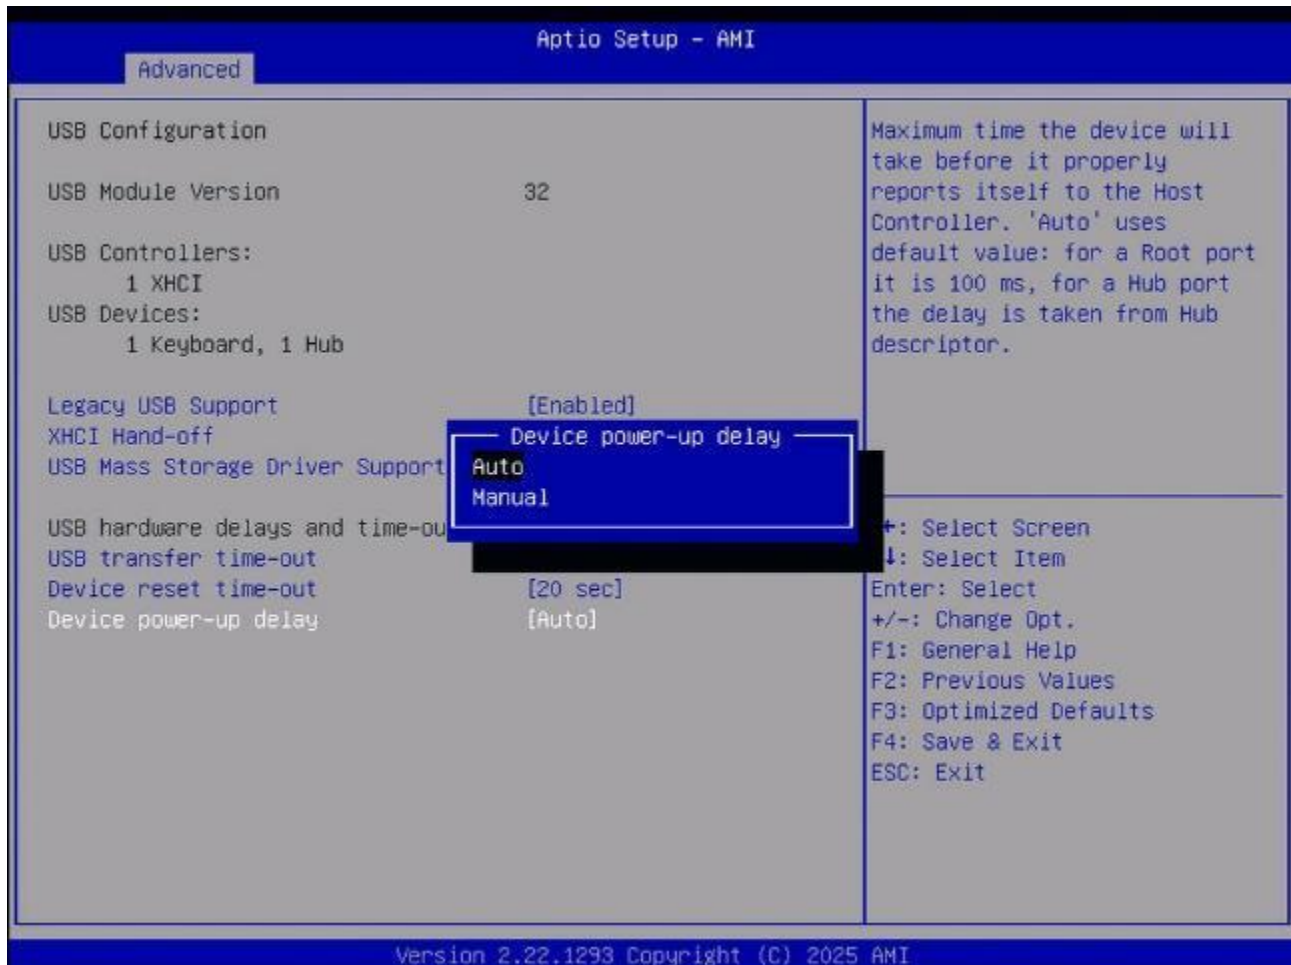 Aptio Setup - AMI
Advanced
USB Configuration
USB Module Version 32
USB Controllers:
1 XHCI
USB Devices:
1 Keyboard, 1 Hub
Legacy USB Support [Enabled]
XHCI Hand-off
USB Mass Storage Driver Support
USB hardware delays and time-ou
USB transfer time-out
Device reset time-out [20 sec]
Device power-up delay [Auto]
Device power-up delay
Auto
Manual
Maximum time the device will
take before it properly
reports itself to the Host
Controller. 'Auto' uses
default value: for a Root port
it is 100 ms, for a Hub port
the delay is taken from Hub
descriptor.
: Select Screen
: Select Item
Enter: Select
+/-: Change Opt.
F1: General Help
F2: Previous Values
F3: Optimized Defaults
F4: Save & Exit
ESC: Exit
Version 2.22.1293 Copyright (C) 2025 AMI